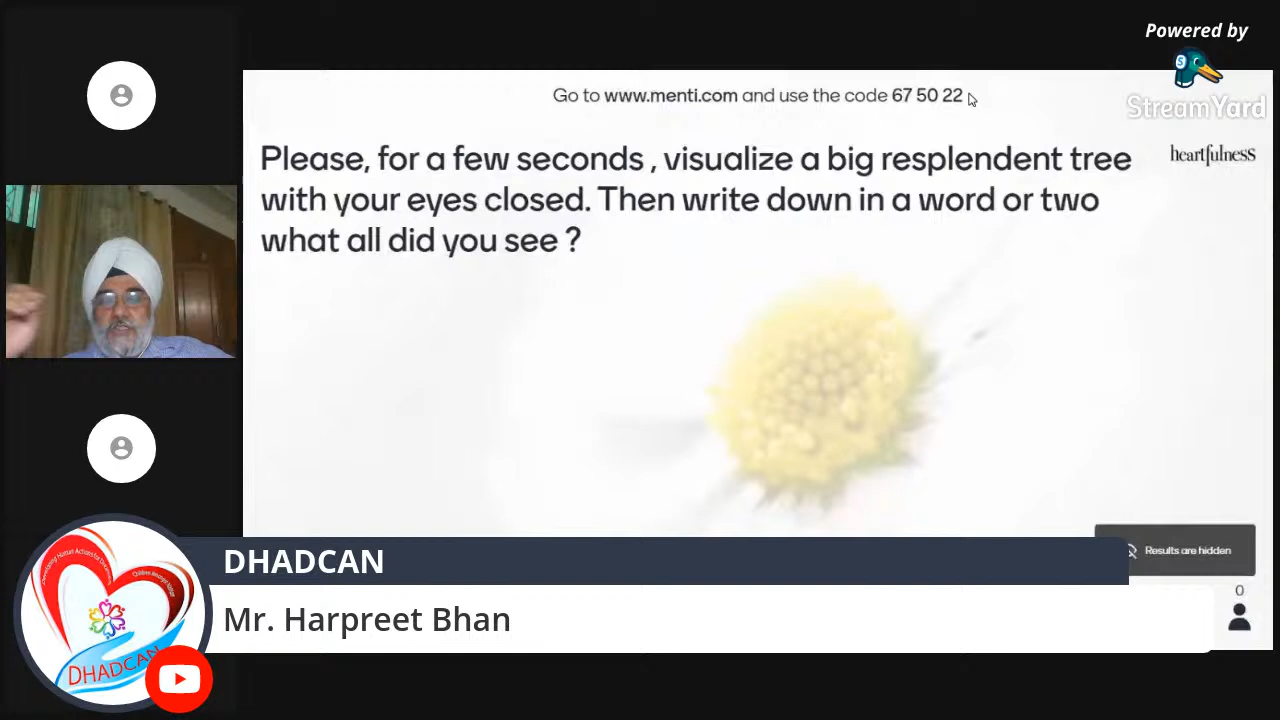 Powered by
StreamYard
Go to www.menti.com and use the code 67 50 22
heartfulness
Please, for a few seconds , visualize a big resplendent tree
with your eyes closed. Then write down in a word or two
what all did you see ?
Results are hidden
0
DHADCAN
Mr. Harpreet Bhan
DHADCAN